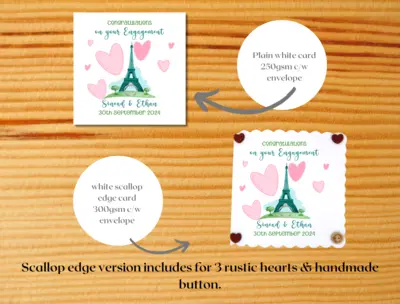 Congratulations
on your Engagement
Sinead & Ethan
30th September 2024
Plain white card
250gsm c/w
envelope
white scallop
edge card
300gsm c/w
envelope
Congratulations
on your Engagement
Sinead & Ethan
30th September 2024
Scallop edge version includes for 3 rustic hearts & handmade
button.